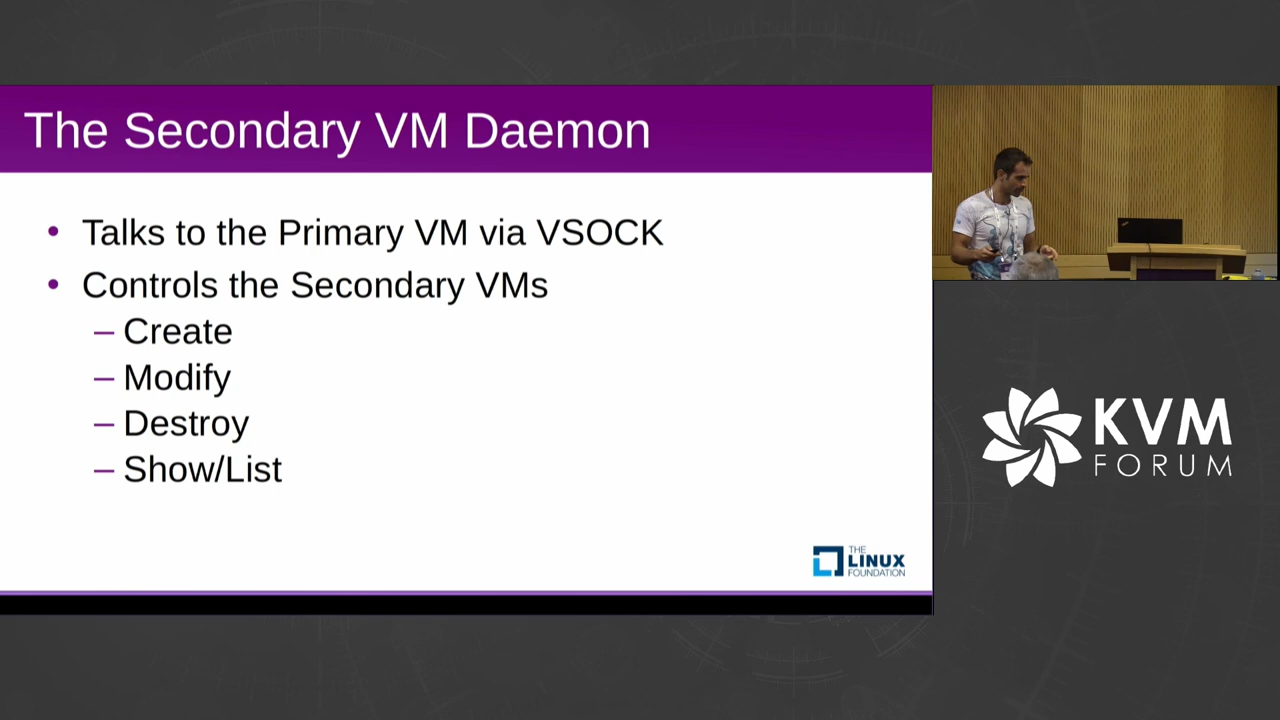 The Secondary VM Daemon
• Talks to the Primary VM via VSOCK
• Controls the Secondary VMs
– Create
– Modify
– Destroy
– Show/List
THE
LINUX
FOUNDATION
KVM
FORUM